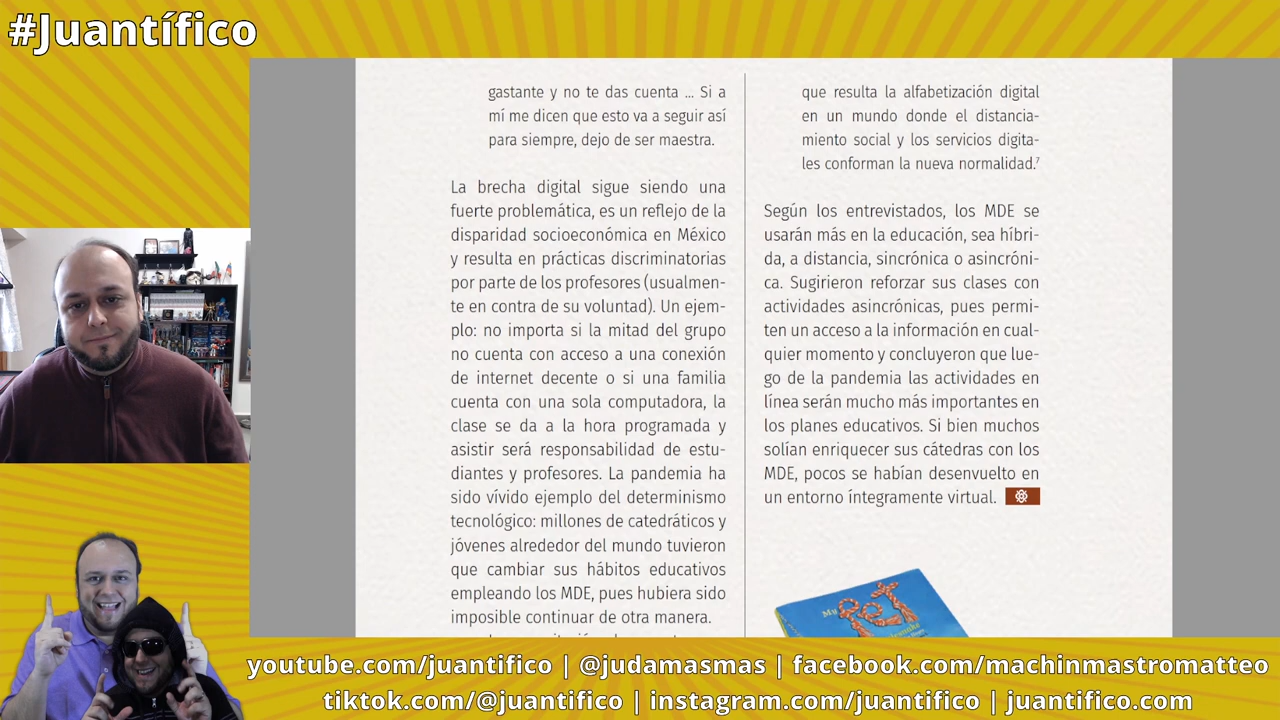 #Juantífico
gastante y no te das cuenta ... Si a
mí me dicen que esto va a seguir así
para siempre, dejo de ser maestra.
La brecha digital sigue siendo una
fuerte problemática, es un reflejo de la
disparidad socioeconómica en México
y resulta en prácticas discriminatorias
por parte de los profesores (usualmen-
te en contra de su voluntad). Un ejem-
plo: no importa si la mitad del grupo
no cuenta con acceso a una conexión
de internet decente o si una familia
cuenta con una sola computadora, la
clase se da a la hora programada y
asistir será responsabilidad de estu-
diantes y profesores. La pandemia ha
sido vívido ejemplo del determinismo
tecnológico: millones de catedráticos y
jóvenes alrededor del mundo tuvieron
que cambiar sus hábitos educativos
empleando los MDE, pues hubiera sido
imposible continuar de otra manera.
que resulta la alfabetización digital
en un mundo donde el distancia-
miento social y los servicios digita-
les conforman la nueva normalidad.⁷
Según los entrevistados, los MDE se
usarán más en la educación, sea híbri-
da, a distancia, sincrónica o asincróni-
ca. Sugirieron reforzar sus clases con
actividades asincrónicas, pues permi-
ten un acceso a la información en cual-
quier momento y concluyeron que lue-
go de la pandemia las actividades en
línea serán mucho más importantes en
los planes educativos. Si bien muchos
solían enriquecer sus cátedras con los
MDE, pocos se habían desenvuelto en
un entorno íntegramente virtual.
youtube.com/juantifico | @judamasmas | facebook.com/machinmastromatteo
tiktok.com/@juantifico | instagram.com/juantifico | juantifico.com